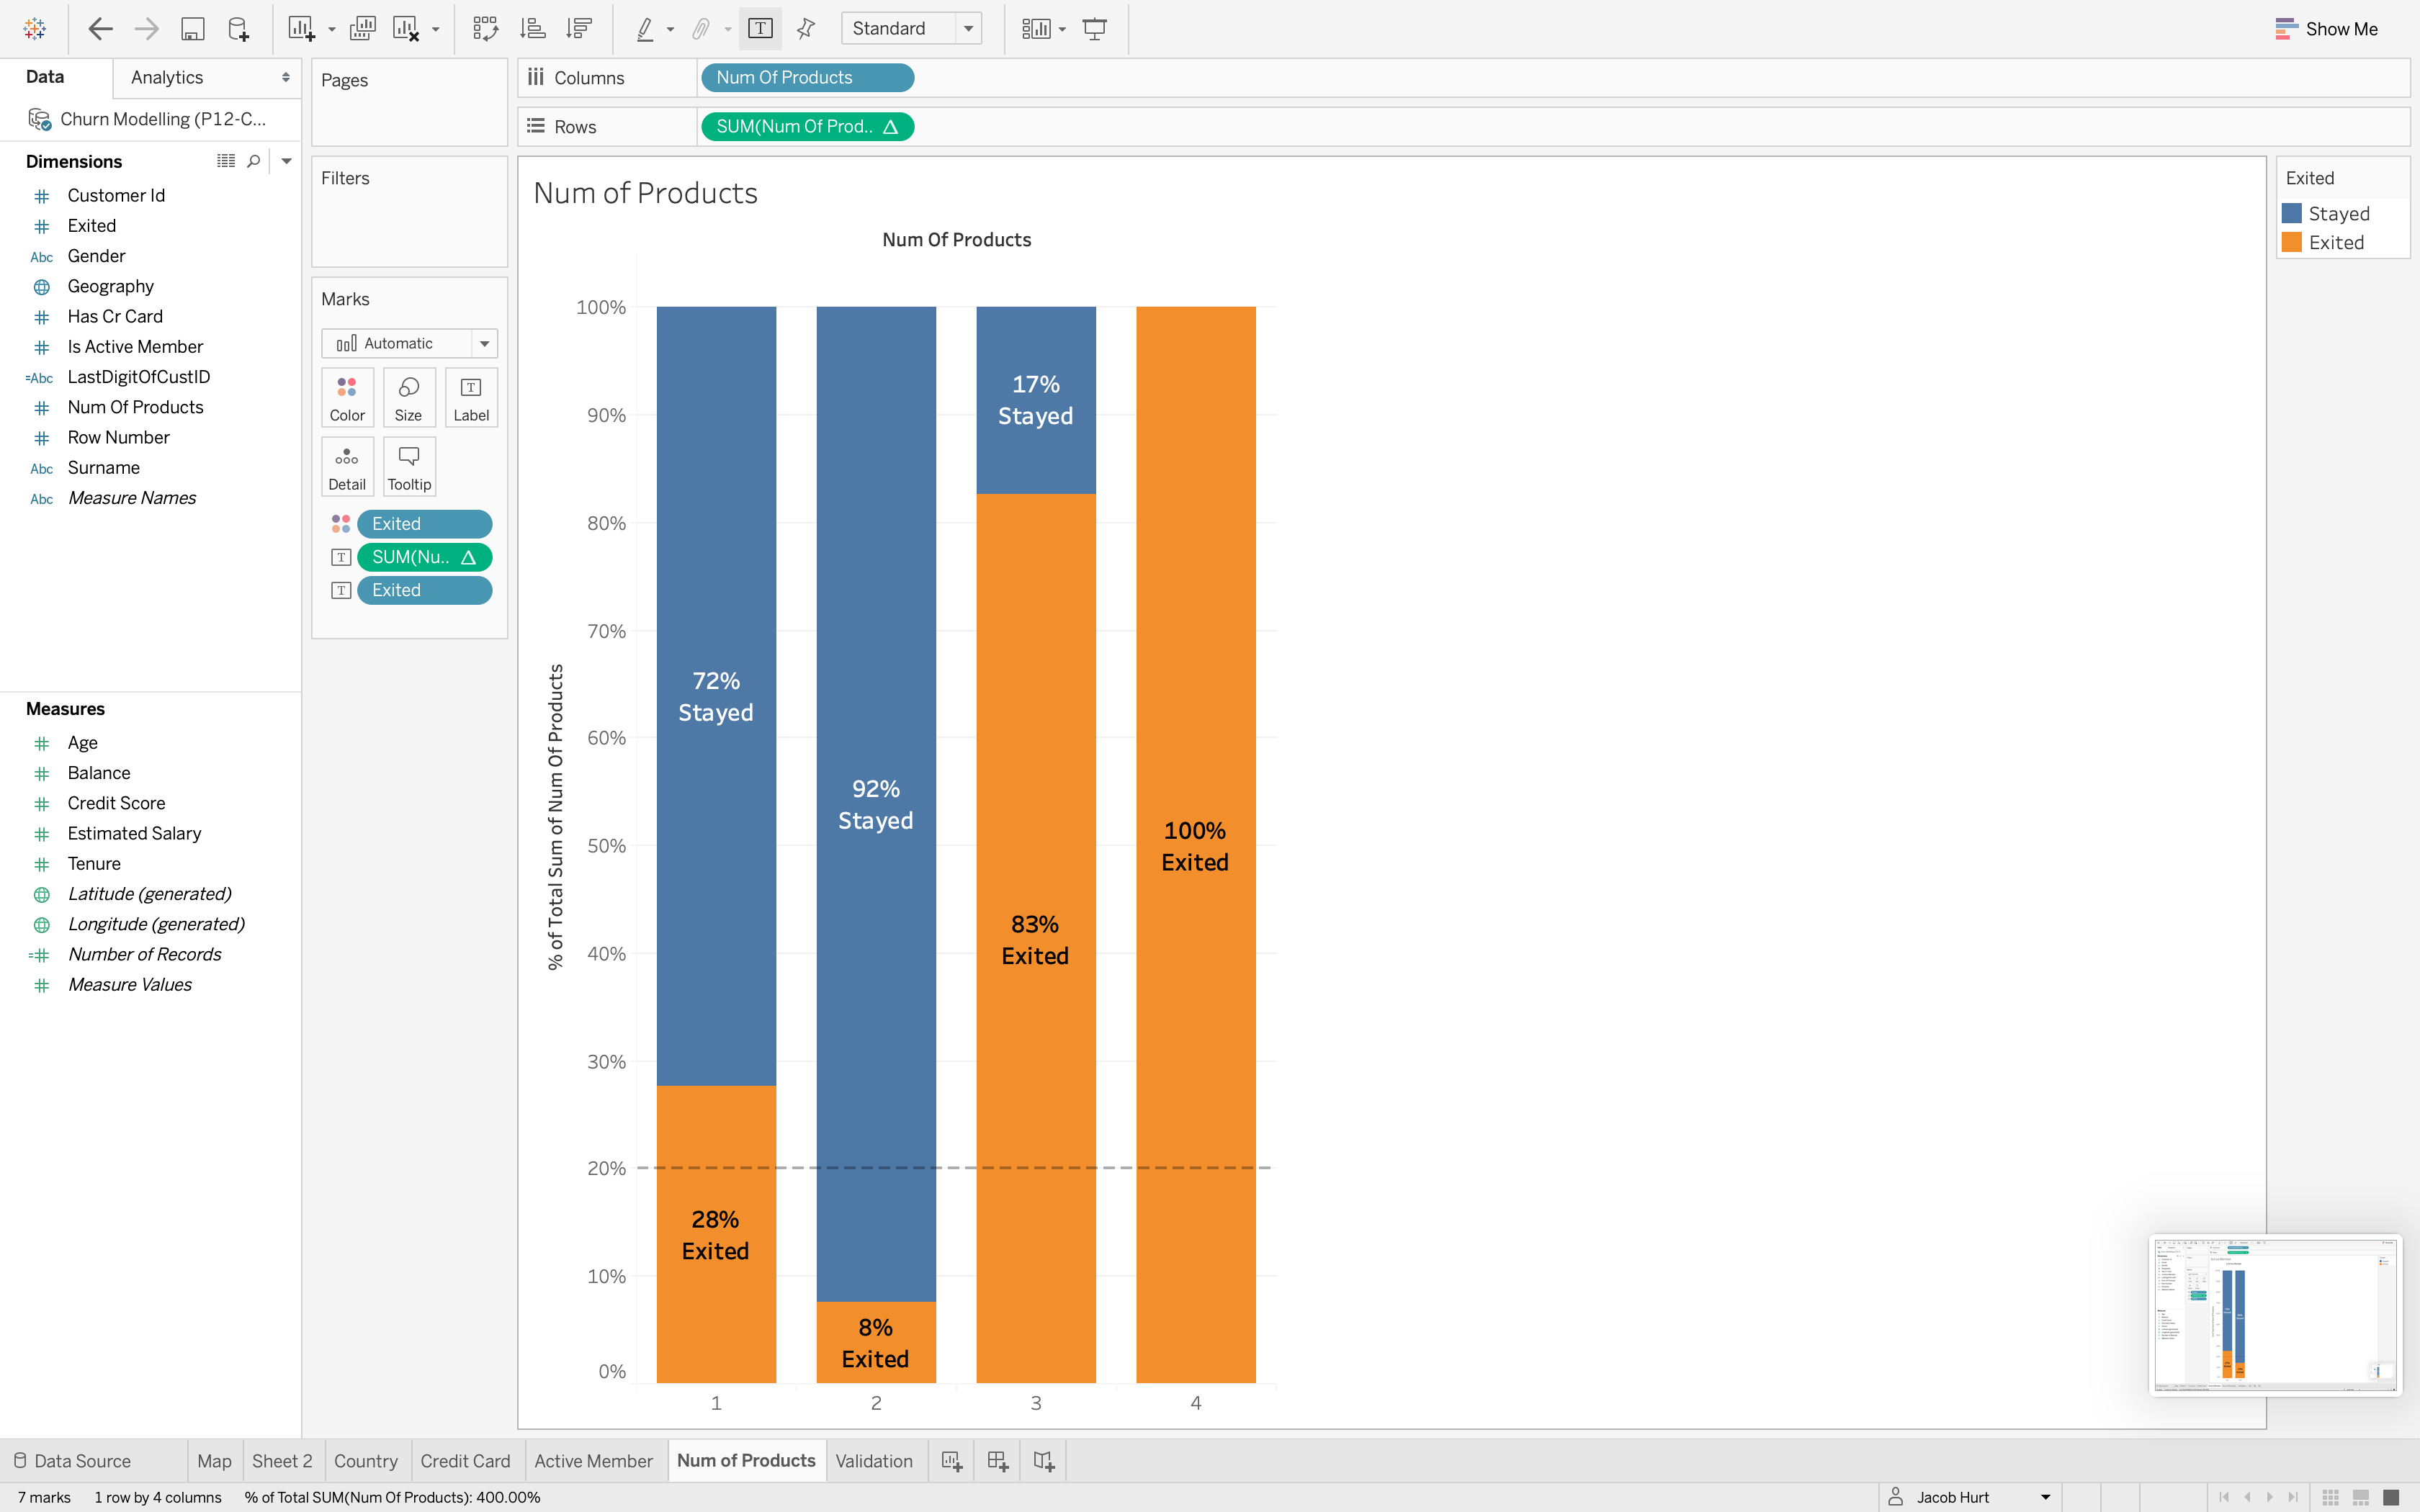 Standard
Show Me
Data
Analytics
Churn Modelling (P12-C...
Dimensions
Customer Id
Exited
Abc Gender
Geography
Has Cr Card
Is Active Member
=Abc LastDigitOfCustID
Num Of Products
Row Number
Abc Surname
Abc Measure Names
Measures
Age
Balance
Credit Score
Estimated Salary
Tenure
Latitude (generated)
Longitude (generated)
Number of Records
Measure Values
Pages
Filters
Marks
Automatic
Color Size Label
Detail Tooltip
Exited
SUM(Nu.. Δ
Exited
Columns Num Of Products
Rows SUM(Num Of Prod.. Δ
Num of Products
Num Of Products
% of Total Sum of Num Of Products
100%
90%
80%
70%
60%
50%
40%
30%
20%
10%
0%
72%
Stayed
28%
Exited
92%
Stayed
8%
Exited
17%
Stayed
83%
Exited
100%
Exited
1 2 3 4
Exited
Stayed
Exited
Data Source Map Sheet 2 Country Credit Card Active Member Num of Products Validation
7 marks 1 row by 4 columns % of Total SUM(Num Of Products): 400.00% Jacob Hurt